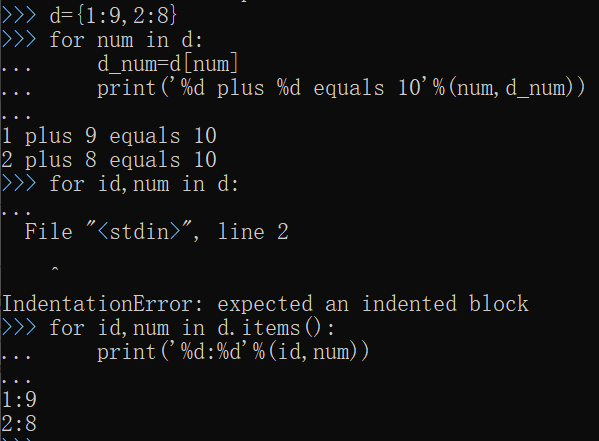 >>> d={1:9,2:8}
>>> for num in d:
...     d_num=d[num]
...     print('%d plus %d equals 10'%(num,d_num))
...
1 plus 9 equals 10
2 plus 8 equals 10
>>> for id,num in d:
...
  File "<stdin>", line 2

    ^
IndentationError: expected an indented block
>>> for id,num in d.items():
...     print('%d:%d'%(id,num))
...
1:9
2:8
>>>